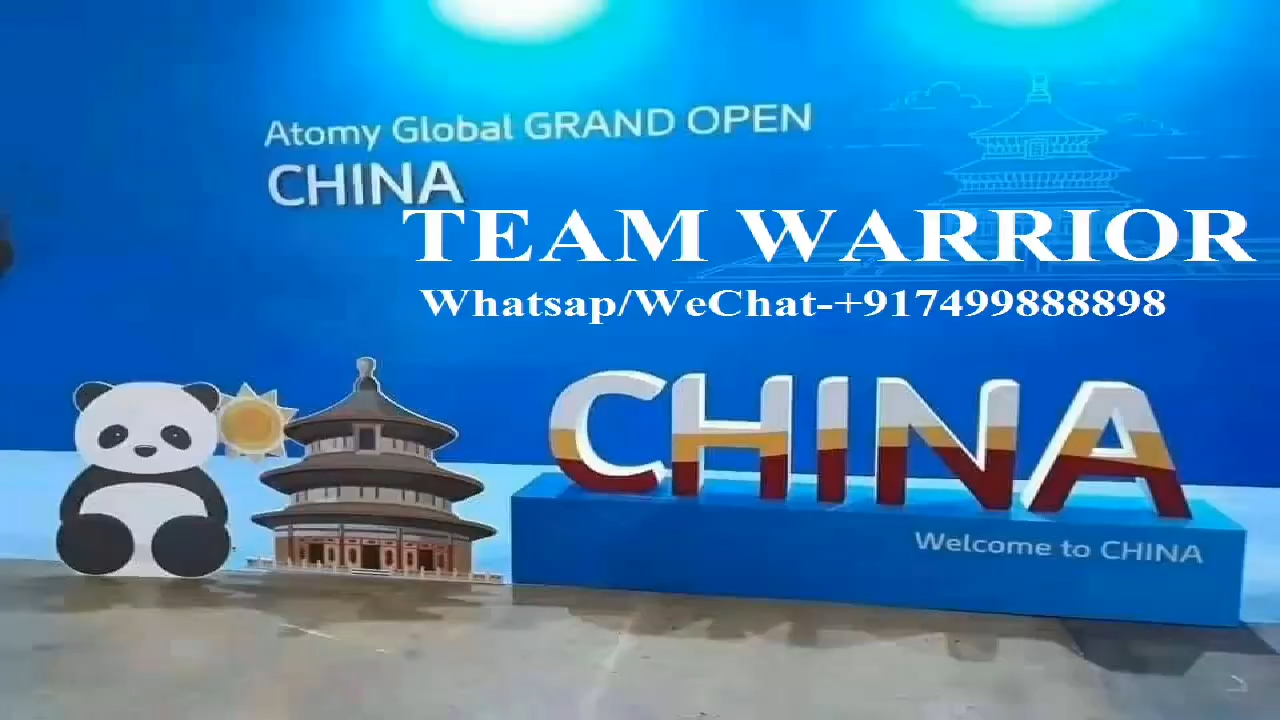 Atomy Global GRAND OPEN
CHINA
TEAM WARRIOR
Whatsap/WeChat-+917499888898
CHINA
Welcome to CHINA